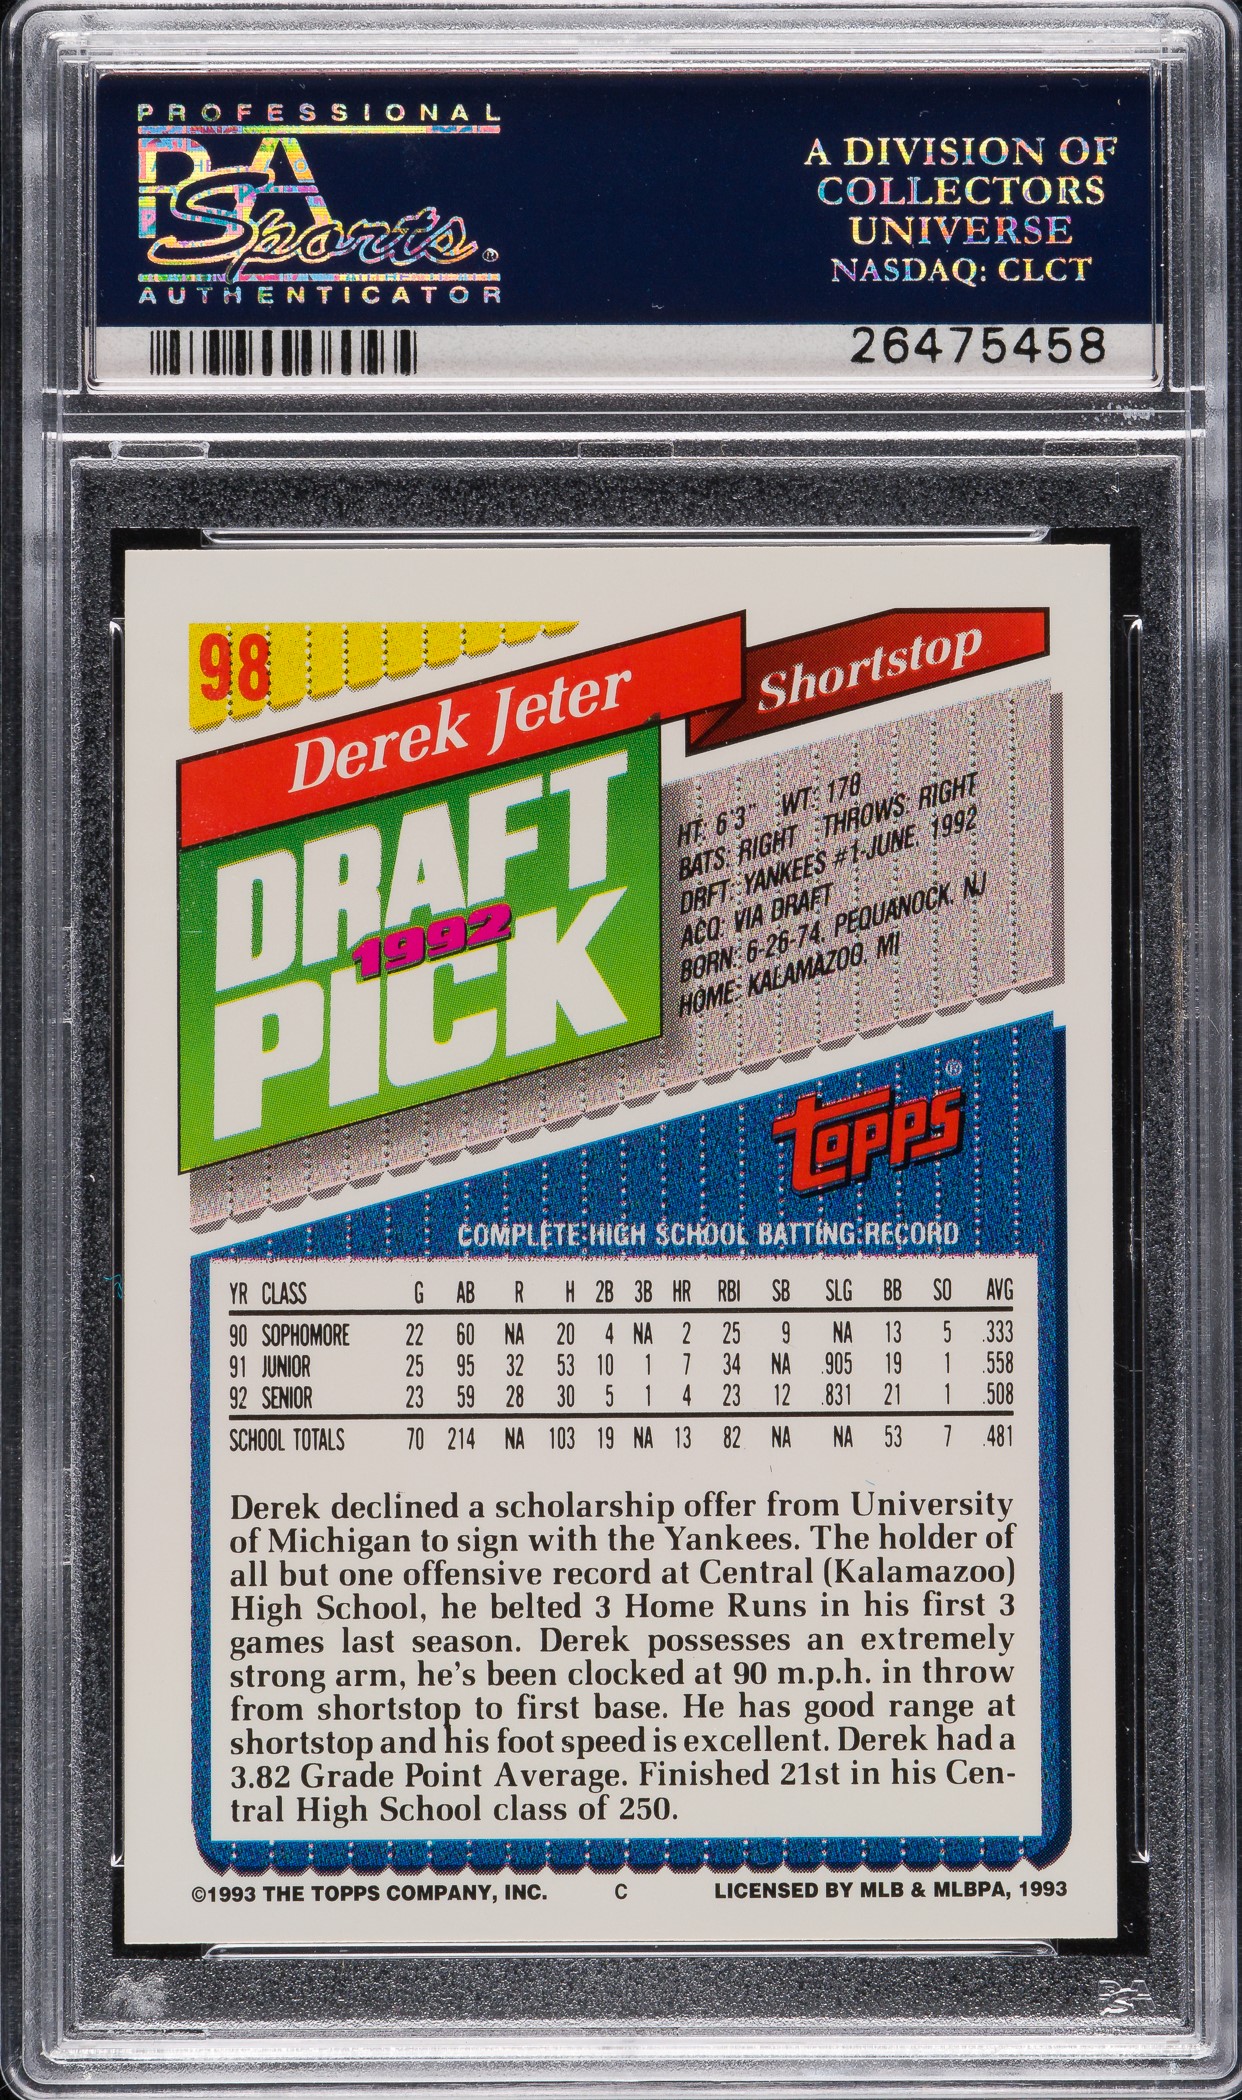 PROFESSIONAL
PSA
Sports®
AUTHENTICATOR
A DIVISION OF
COLLECTORS
UNIVERSE
NASDAQ: CLCT
26475458
98
Derek Jeter
Shortstop
DRAFT
1992
PICK
HT: 6'3" WT: 178
BATS: RIGHT THROWS: RIGHT
DRFT: YANKEES #1-JUNE, 1992
ACQ: VIA DRAFT
BORN: 6-26-74, PEQUANOCK, NJ
HOME: KALAMAZOO, MI
TOPPS®
COMPLETE HIGH SCHOOL BATTING RECORD
YR CLASS G AB R H 2B 3B HR RBI SB SLG BB SO AVG
90 SOPHOMORE 22 60 NA 20 4 NA 2 25 9 NA 13 5 .333
91 JUNIOR 25 95 32 53 10 1 7 34 NA .905 19 1 .558
92 SENIOR 23 59 28 30 5 1 4 23 12 .831 21 1 .508
SCHOOL TOTALS 70 214 NA 103 19 NA 13 82 NA NA 53 7 .481
Derek declined a scholarship offer from University
of Michigan to sign with the Yankees. The holder of
all but one offensive record at Central (Kalamazoo)
High School, he belted 3 Home Runs in his first 3
games last season. Derek possesses an extremely
strong arm, he's been clocked at 90 m.p.h. in throw
from shortstop to first base. He has good range at
shortstop and his foot speed is excellent. Derek had a
3.82 Grade Point Average. Finished 21st in his Cen-
tral High School class of 250.
©1993 THE TOPPS COMPANY, INC. C LICENSED BY MLB & MLBPA, 1993
PSA